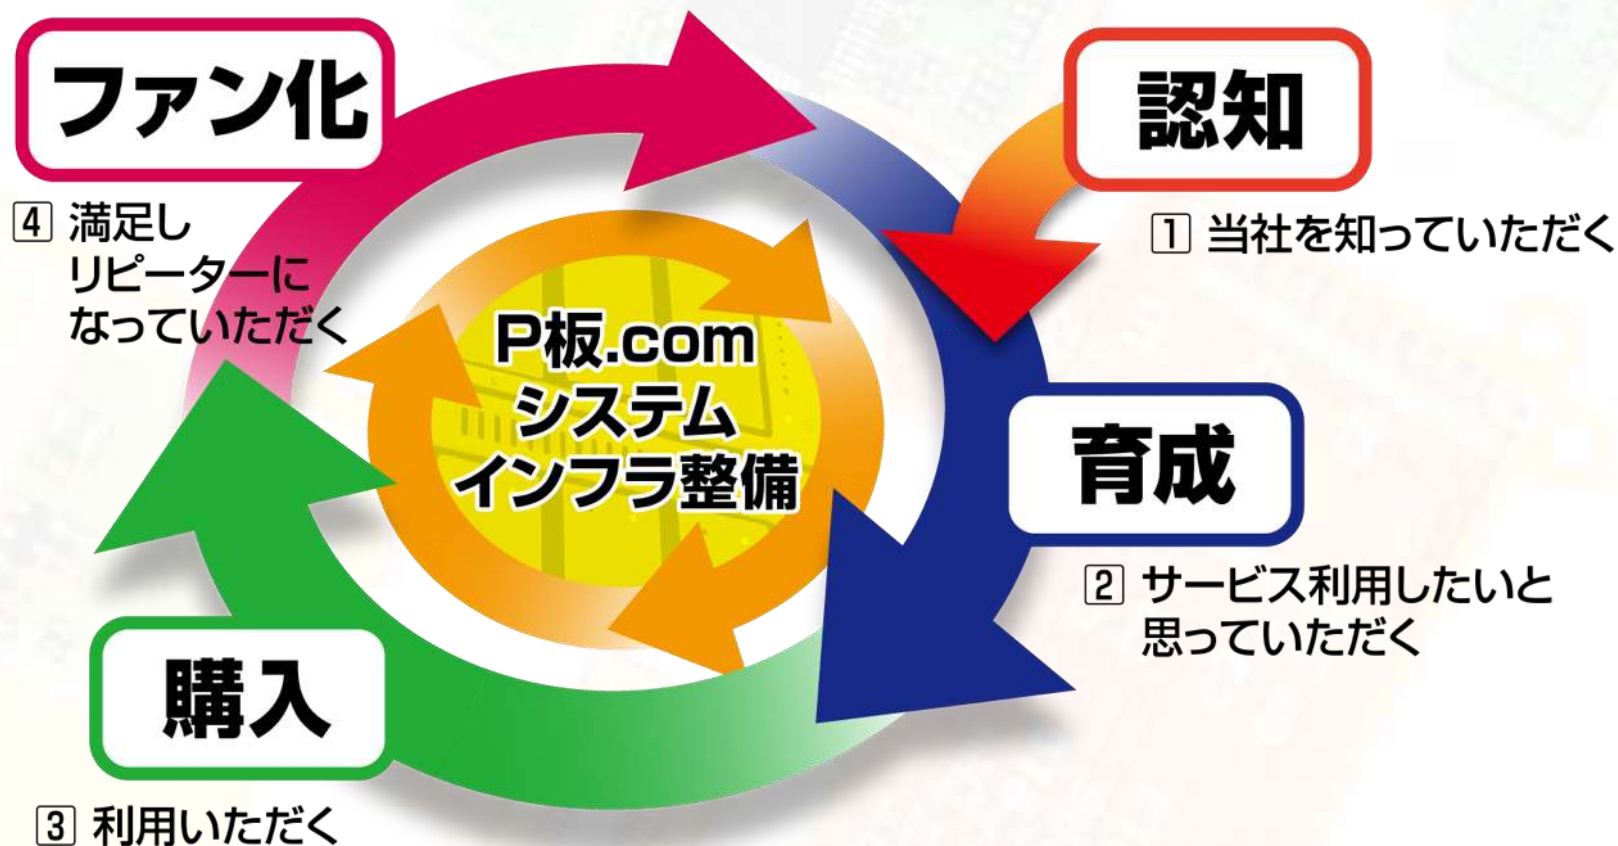 認知
1 当社を知っていただく
育成
2 サービス利用したいと
思っていただく
購入
3 利用いただく
ファン化
4 満足し
リピーターに
なっていただく
P板.com
システム
インフラ整備